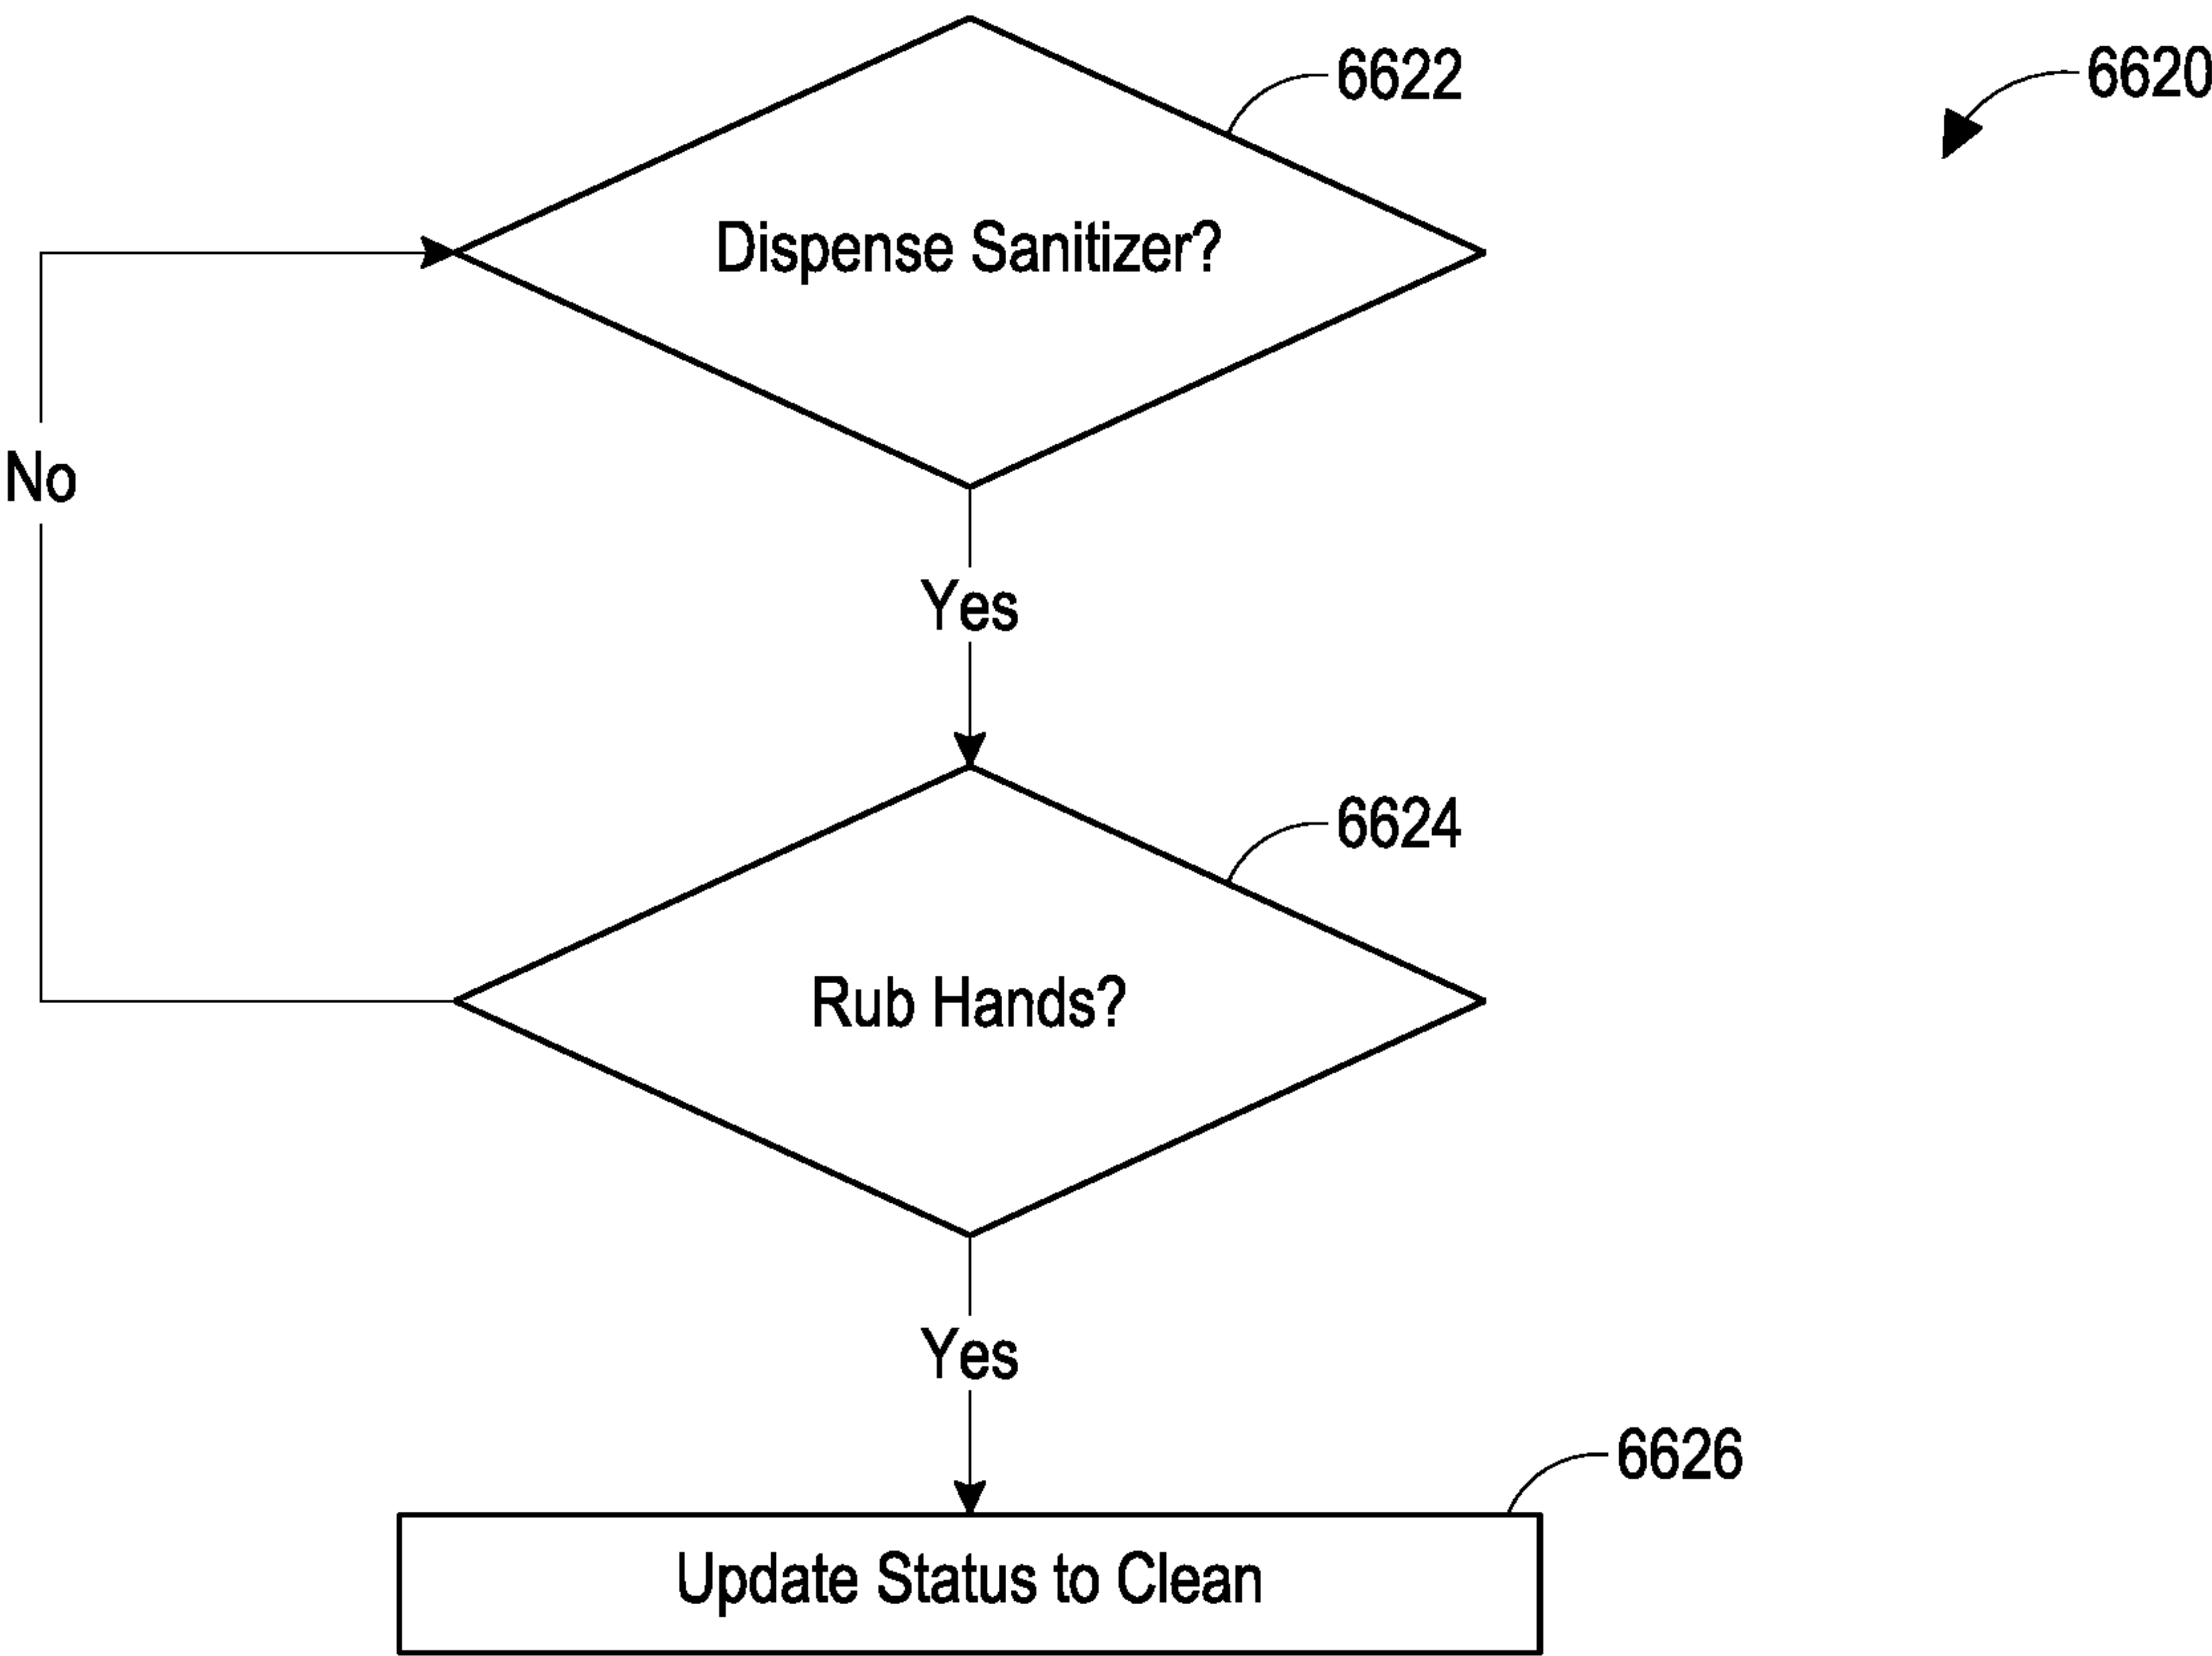 6622
6620
Dispense Sanitizer?
No
Yes
6624
Rub Hands?
Yes
6626
Update Status to Clean